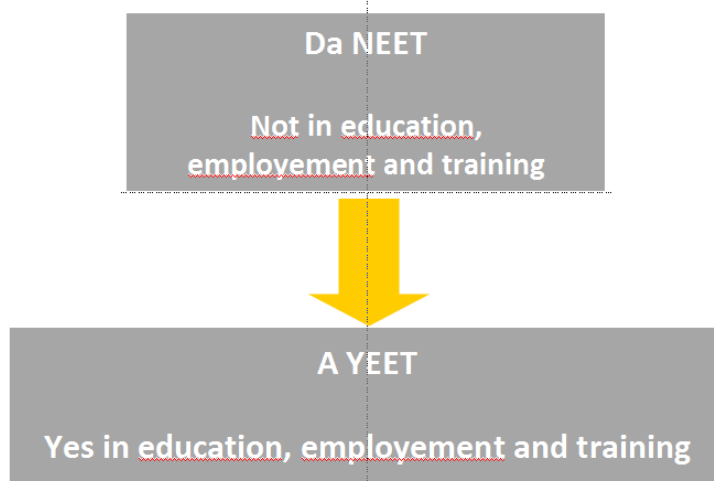 Da NEET
Not in education,
employement and training
A YEET
Yes in education, employement and training